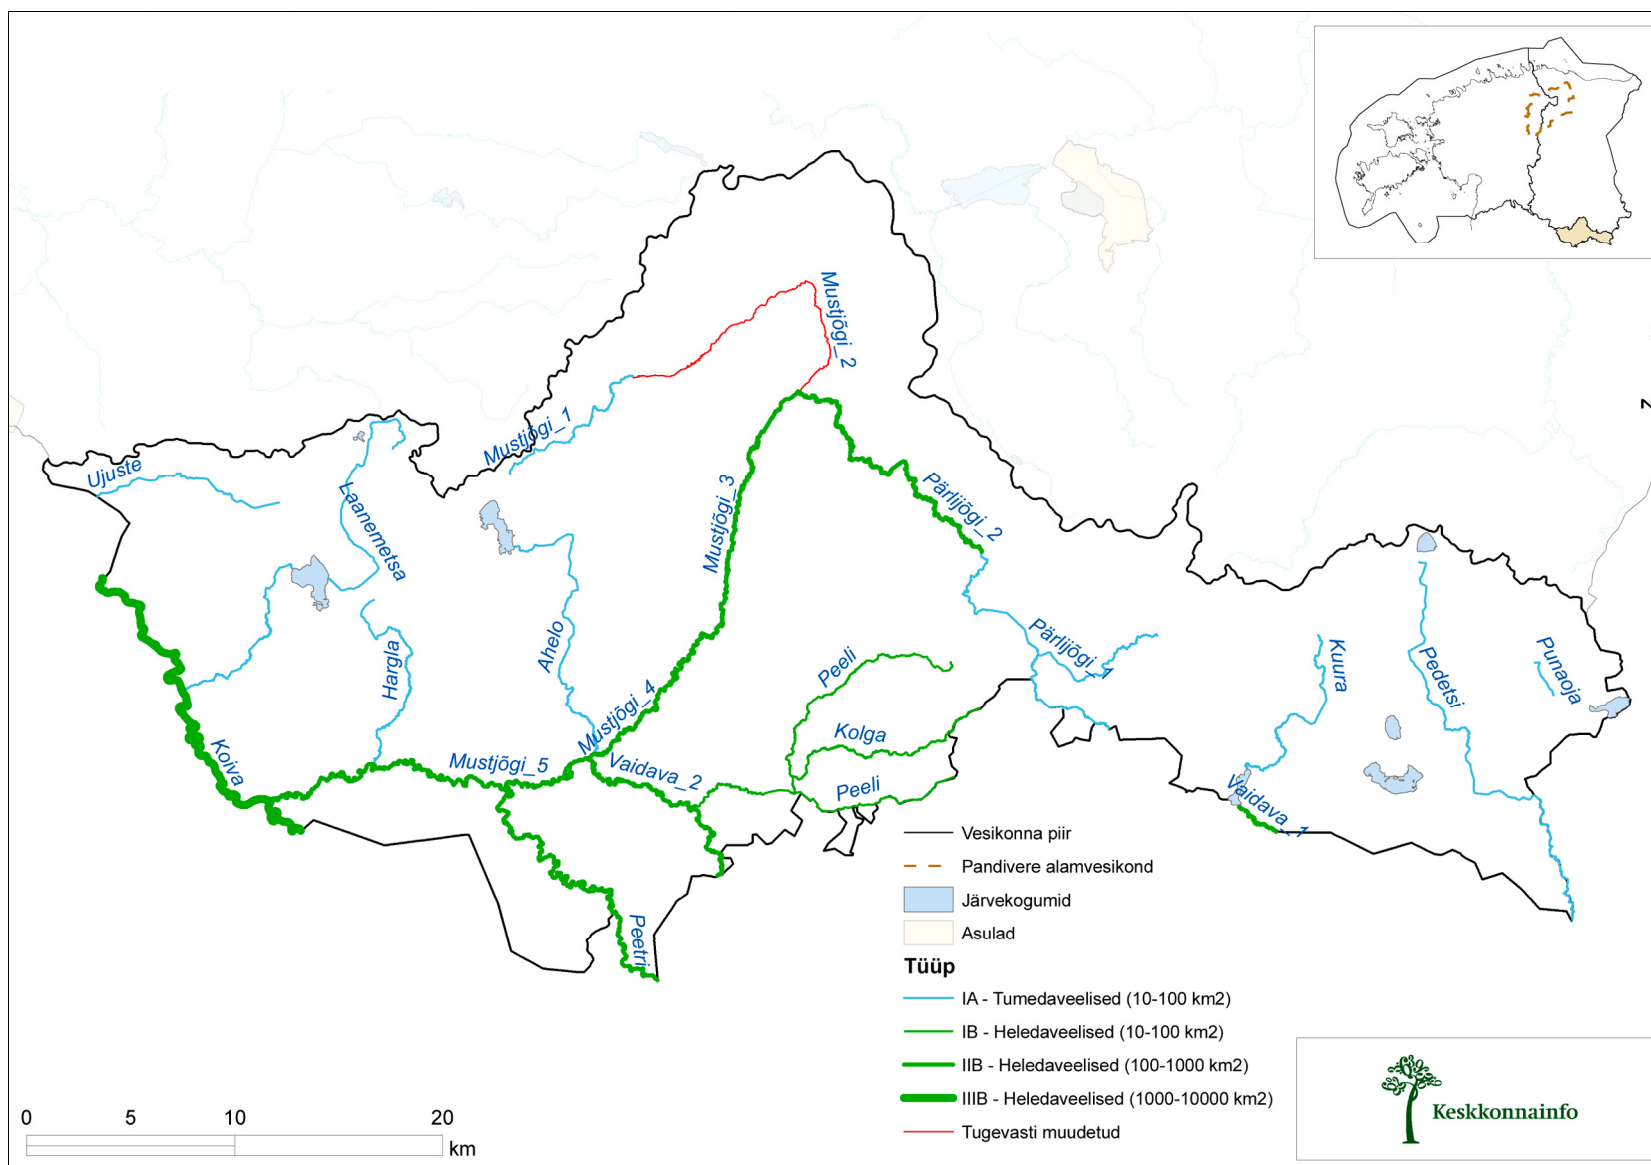 Mustjõgi_2
Mustjõgi_1
Ujuste
Laanemetsa
Mustjõgi_3
Pärlijõgi_2
Hargla
Ahelo
Peeli
Pärlijõgi_1
Kuura
Pedetsi
Punaoja
Koiva
Mustjõgi_4
Mustjõgi_5
Vaidava_2
Kolga
Peeli
Vaidava_1
Peetri
Vesikonna piir
Pandivere alamvesikond
Järvekogumid
Asulad
Tüüp
IA - Tumedaveelised (10-100 km2)
IB - Heledaveelised (10-100 km2)
IIB - Heledaveelised (100-1000 km2)
IIIB - Heledaveelised (1000-10000 km2)
Tugevasti muudetud
0 5 10 20
km
Keskkonnainfo